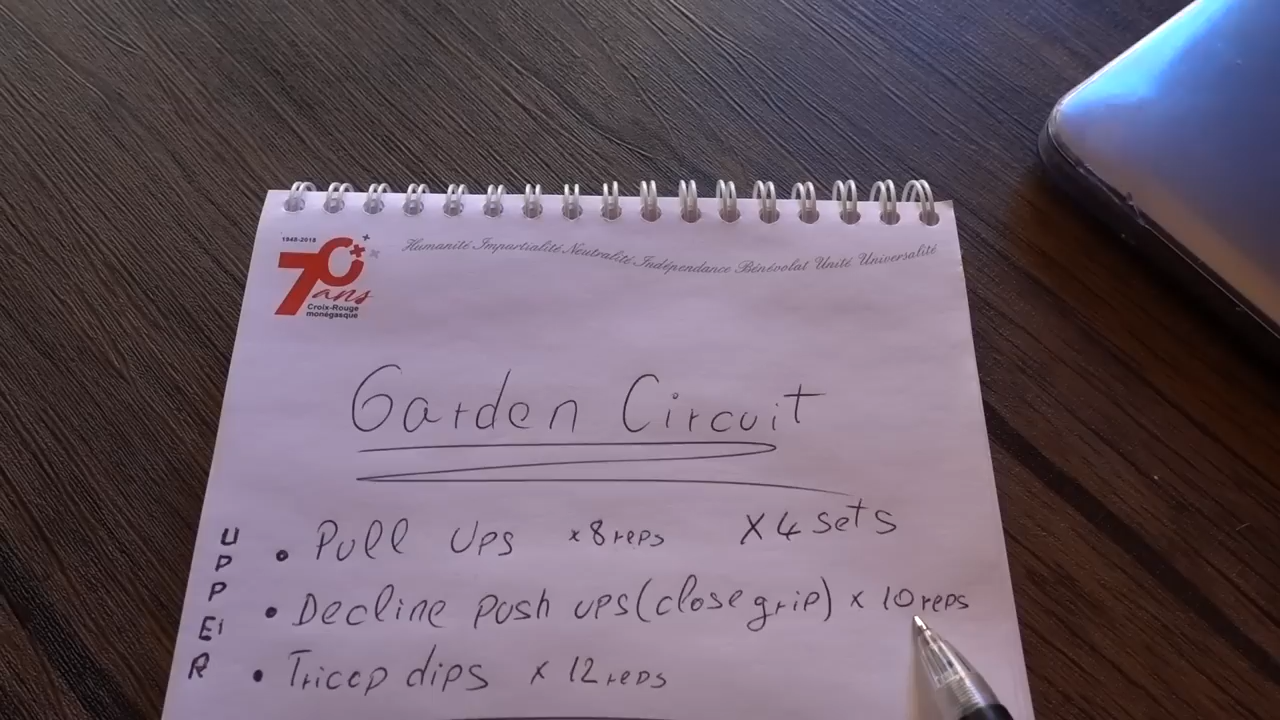 1948-2018
70 ans
Croix-Rouge
monégasque
Humanité Impartialité Neutralité Indépendance Bénévolat Unité Universalité
Garden Circuit
UPPER
• Pull Ups x8 reps X4 sets
• Decline push ups (close grip) x 10 reps
• Tricep dips x 12 reps